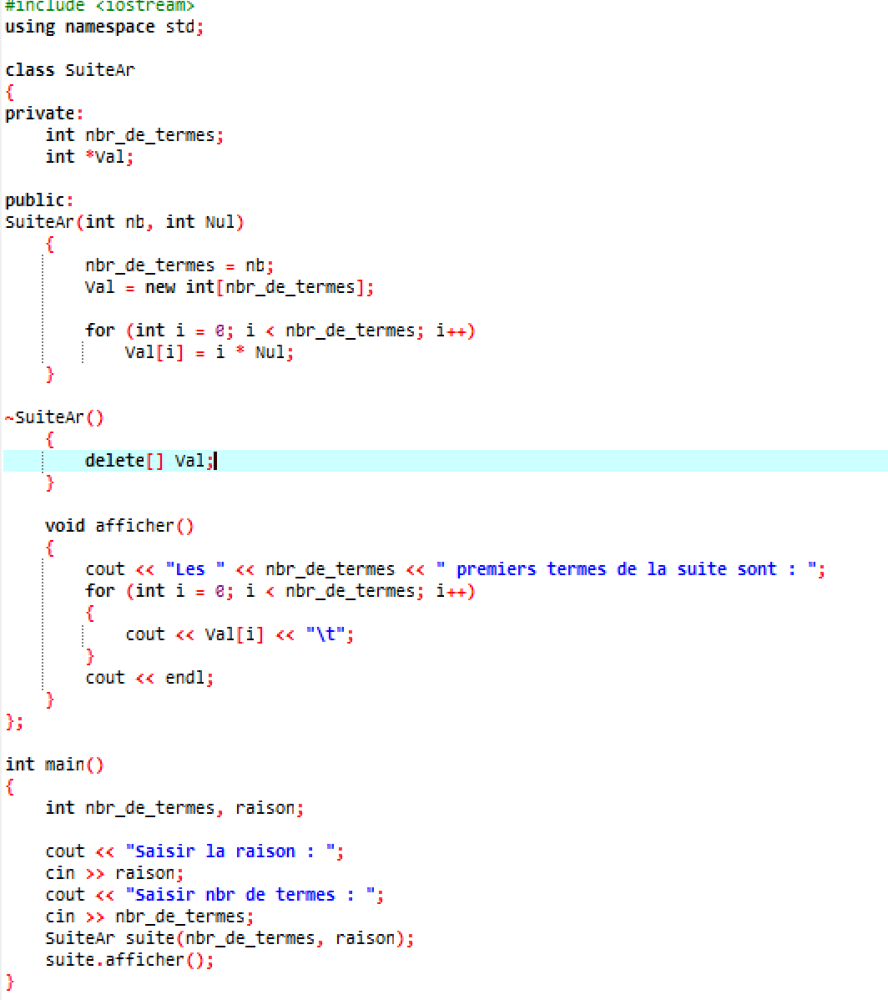 #include <iostream>
using namespace std;
class SuiteAr
{
private:
int nbr_de_termes;
int *Val;
public:
SuiteAr(int nb, int Nul)
{
nbr_de_termes = nb;
Val = new int[nbr_de_termes];
for (int i = 0; i < nbr_de_termes; i++)
Val[i] = i * Nul;
}
~SuiteAr()
{
delete[] Val;
}
void afficher()
{
cout << "Les " << nbr_de_termes << " premiers termes de la suite sont : ";
for (int i = 0; i < nbr_de_termes; i++)
{
cout << Val[i] << "\t";
}
cout << endl;
}
};
int main()
{
int nbr_de_termes, raison;
cout << "Saisir la raison : ";
cin >> raison;
cout << "Saisir nbr de termes : ";
cin >> nbr_de_termes;
SuiteAr suite(nbr_de_termes, raison);
suite.afficher();
}